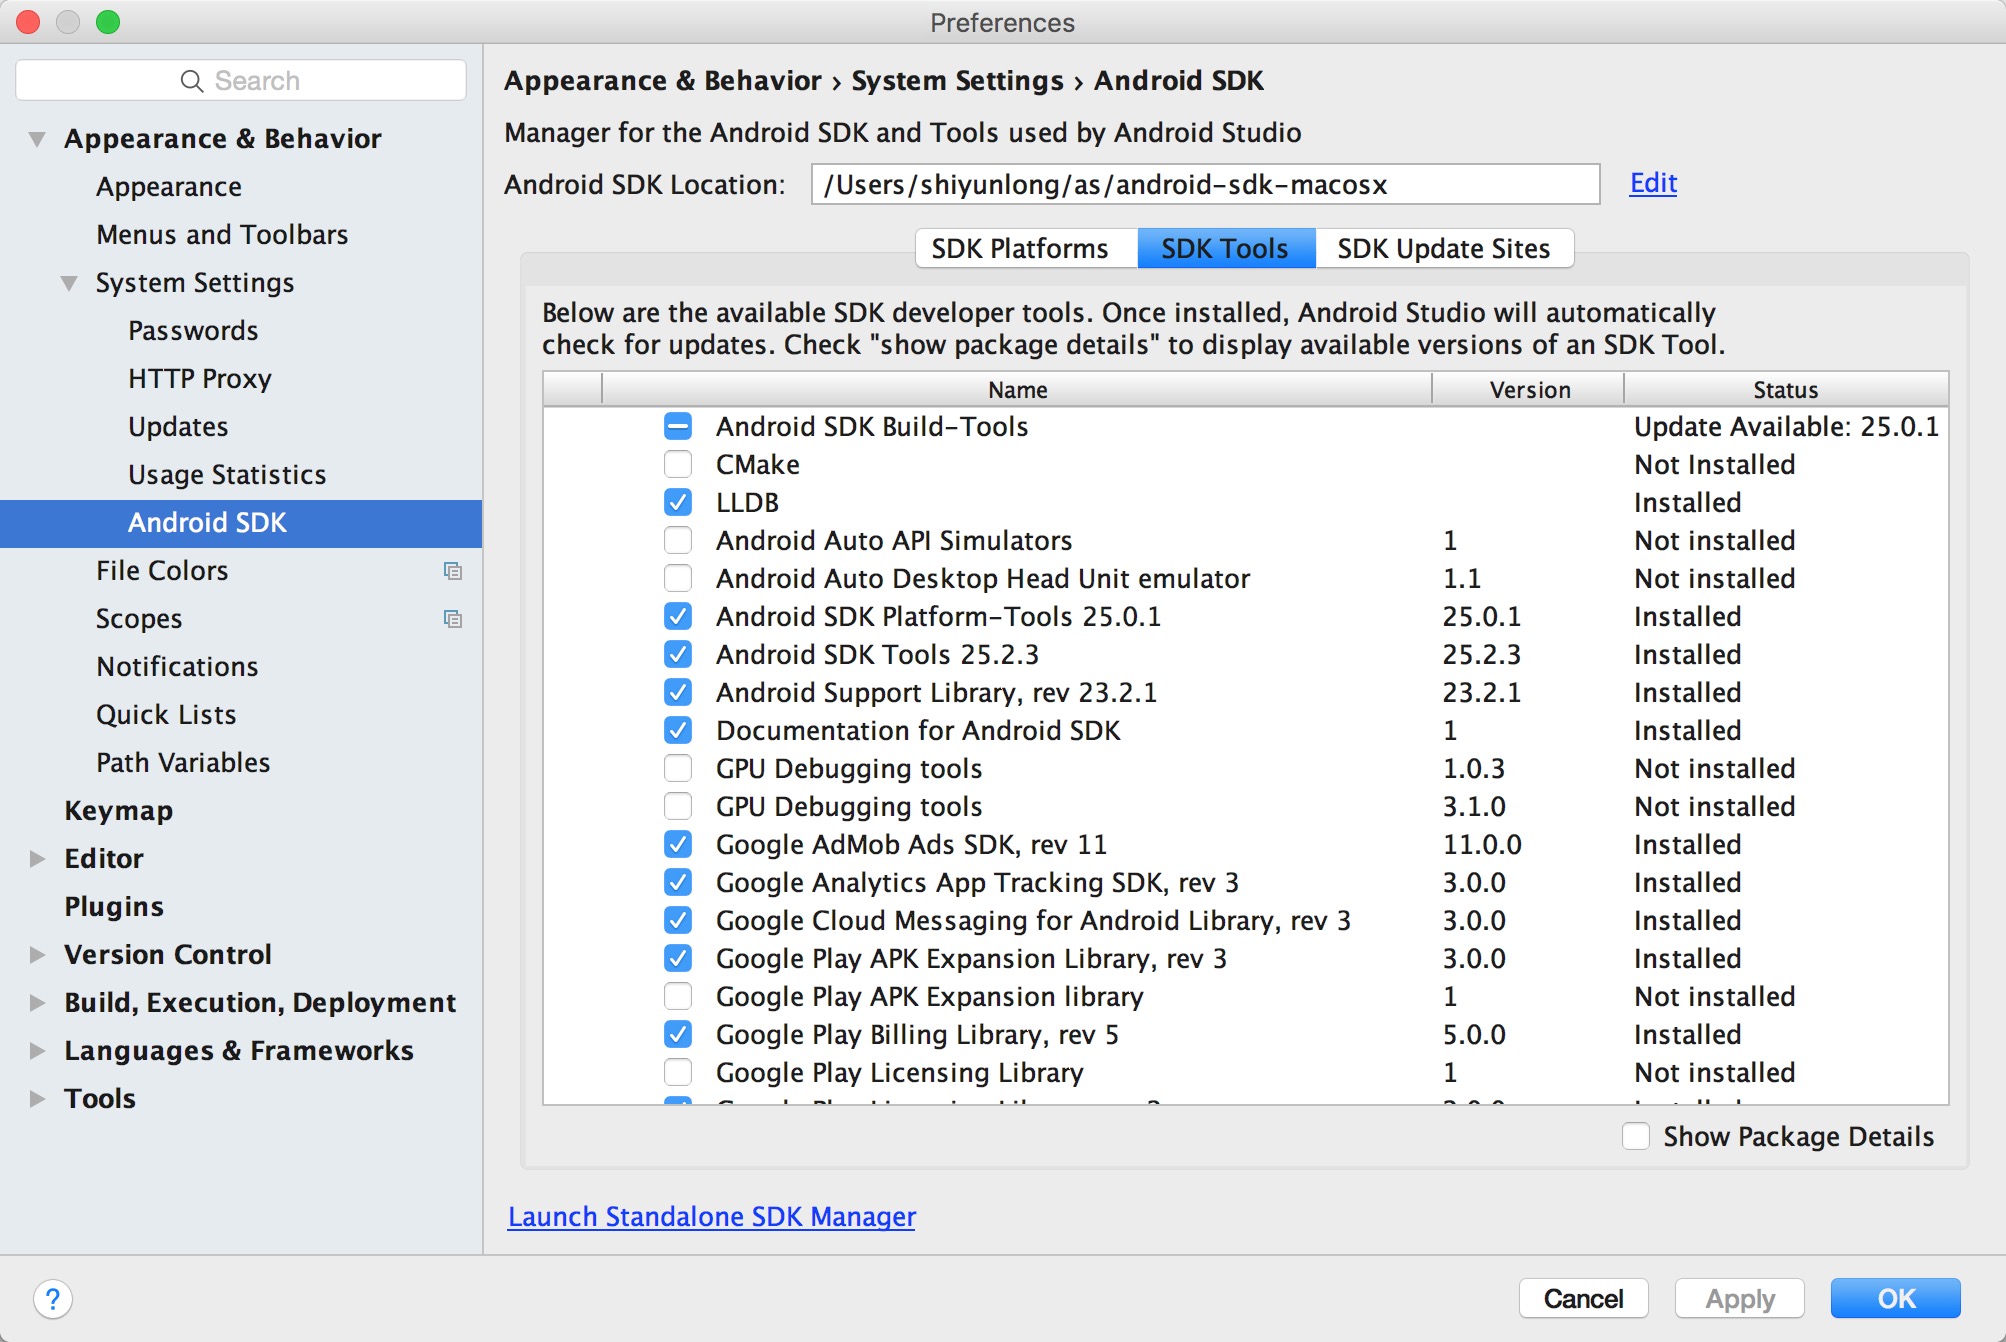 Preferences
Search
Appearance & Behavior
Appearance
Menus and Toolbars
System Settings
Passwords
HTTP Proxy
Updates
Usage Statistics
Android SDK
File Colors
Scopes
Notifications
Quick Lists
Path Variables
Keymap
Editor
Plugins
Version Control
Build, Execution, Deployment
Languages & Frameworks
Tools
Appearance & Behavior › System Settings › Android SDK
Manager for the Android SDK and Tools used by Android Studio
Android SDK Location: /Users/shiyunlong/as/android-sdk-macosx Edit
SDK Platforms SDK Tools SDK Update Sites
Below are the available SDK developer tools. Once installed, Android Studio will automatically
check for updates. Check "show package details" to display available versions of an SDK Tool.
Name Version Status
Android SDK Build-Tools Update Available: 25.0.1
CMake Not Installed
LLDB Installed
Android Auto API Simulators 1 Not installed
Android Auto Desktop Head Unit emulator 1.1 Not installed
Android SDK Platform-Tools 25.0.1 25.0.1 Installed
Android SDK Tools 25.2.3 25.2.3 Installed
Android Support Library, rev 23.2.1 23.2.1 Installed
Documentation for Android SDK 1 Installed
GPU Debugging tools 1.0.3 Not installed
GPU Debugging tools 3.1.0 Not installed
Google AdMob Ads SDK, rev 11 11.0.0 Installed
Google Analytics App Tracking SDK, rev 3 3.0.0 Installed
Google Cloud Messaging for Android Library, rev 3 3.0.0 Installed
Google Play APK Expansion Library, rev 3 3.0.0 Installed
Google Play APK Expansion library 1 Not installed
Google Play Billing Library, rev 5 5.0.0 Installed
Google Play Licensing Library 1 Not installed
Show Package Details
Launch Standalone SDK Manager
? Cancel Apply OK